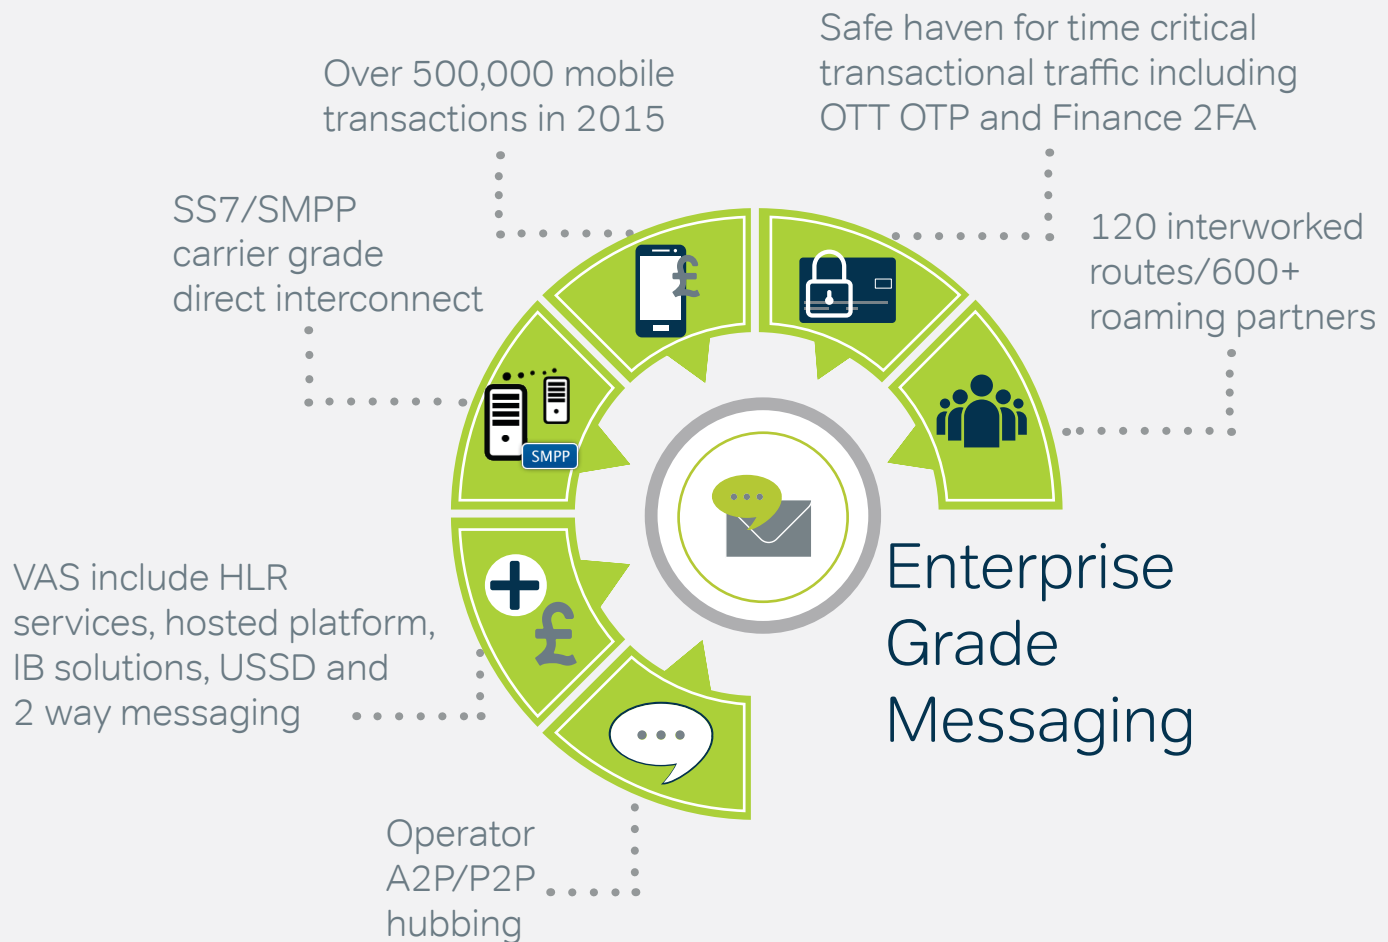 Safe haven for time critical
transactional traffic including
OTT OTP and Finance 2FA
Over 500,000 mobile
transactions in 2015
SS7/SMPP
carrier grade
direct interconnect
120 interworked
routes/600+
roaming partners
£
SMPP
Enterprise
Grade
Messaging
VAS include HLR
services, hosted platform,
IB solutions, USSD and
2 way messaging
£
Operator
A2P/P2P
hubbing